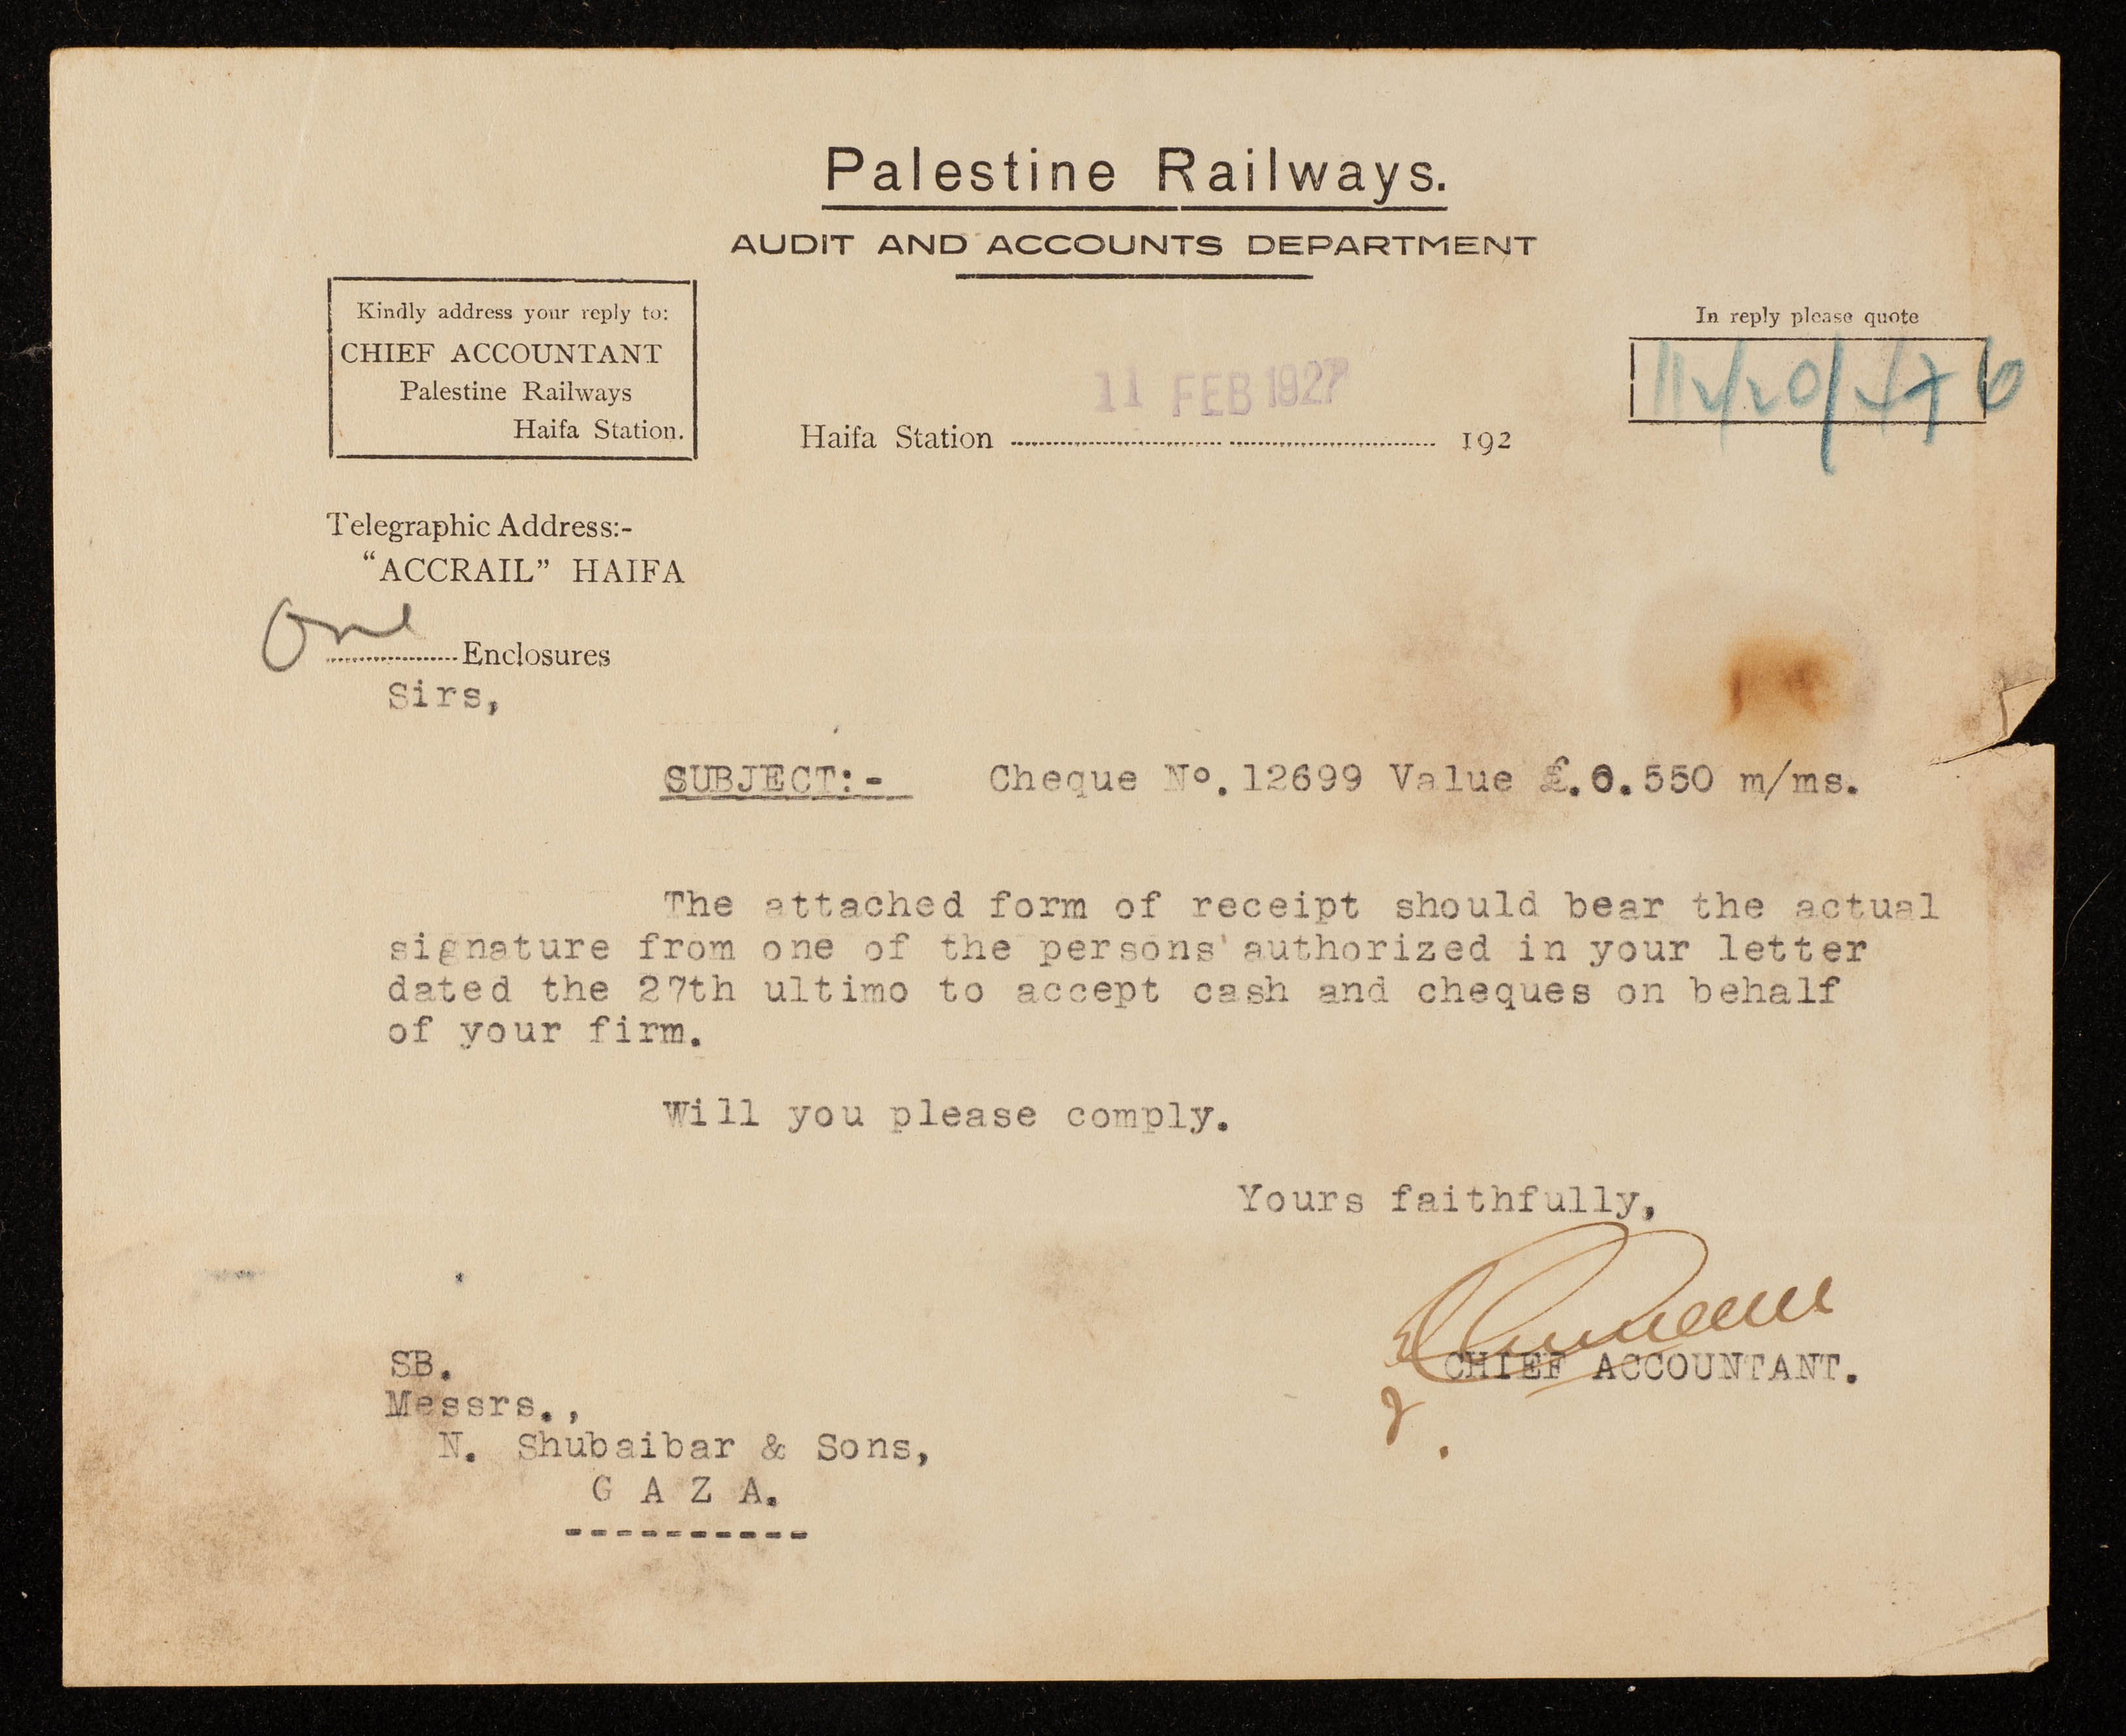 Palestine Railways.
AUDIT AND ACCOUNTS DEPARTMENT
Kindly address your reply to:
CHIEF ACCOUNTANT
Palestine Railways
Haifa Station.
In reply please quote
11 FEB 1927
Haifa Station 192
Telegraphic Address:-
"ACCRAIL" HAIFA
One Enclosures
Sirs,
SUBJECT:- Cheque Nº.12699 Value £.0.550 m/ms.
The attached form of receipt should bear the actual
signature from one of the persons' authorized in your letter
dated the 27th ultimo to accept cash and cheques on behalf
of your firm.
Will you please comply.
Yours faithfully,
CHIEF ACCOUNTANT.
SB.
Messrs.,
N. Shubaibar & Sons,
G A Z A.
----------